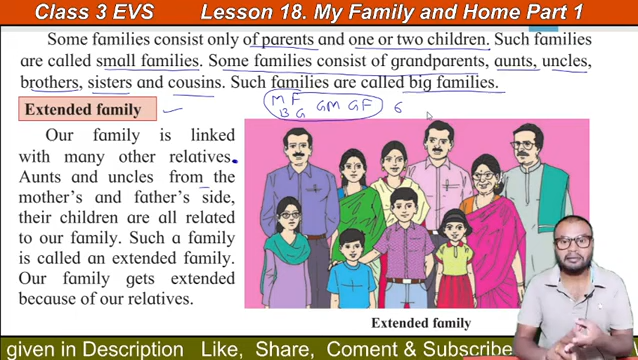 Class 3 EVS Lesson 18. My Family and Home Part 1
Some families consist only of parents and one or two children. Such families
are called small families. Some families consist of grandparents, aunts, uncles,
brothers, sisters and cousins. Such families are called big families.
Extended family
M F GM GF 6
B G
Our family is linked
with many other relatives.
Aunts and uncles from the
mother's and father's side,
their children are all related
to our family. Such a family
is called an extended family.
Our family gets extended
because of our relatives.
Extended family
given in Description Like, Share, Coment & Subscribe